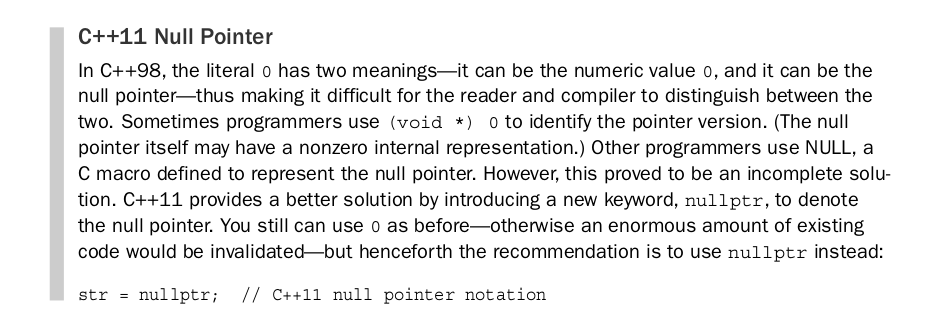 C++11 Null Pointer
In C++98, the literal 0 has two meanings—it can be the numeric value 0, and it can be the
null pointer—thus making it difficult for the reader and compiler to distinguish between the
two. Sometimes programmers use (void *) 0 to identify the pointer version. (The null
pointer itself may have a nonzero internal representation.) Other programmers use NULL, a
C macro defined to represent the null pointer. However, this proved to be an incomplete solu-
tion. C++11 provides a better solution by introducing a new keyword, nullptr, to denote
the null pointer. You still can use 0 as before—otherwise an enormous amount of existing
code would be invalidated—but henceforth the recommendation is to use nullptr instead:
str = nullptr;  // C++11 null pointer notation